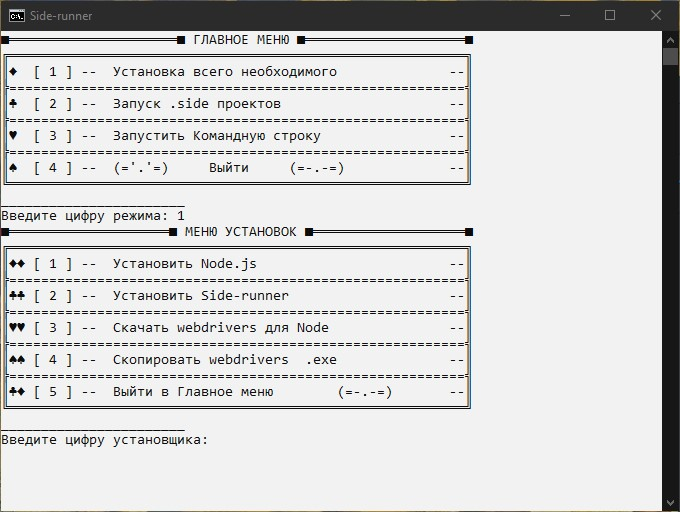 Side-runner
■══════════════════════■ ГЛАВНОЕ МЕНЮ ■════════════════════■
♦ [ 1 ] -- Установка всего необходимого --
♣ [ 2 ] -- Запуск .side проектов --
♥ [ 3 ] -- Запустить Командную строку --
♠ [ 4 ] -- (='.'=) Выйти (=-.-=) --
_______________________
Введите цифру режима: 1
■════════════════════■ МЕНЮ УСТАНОВОК ■═══════════════════■
♦♦ [ 1 ] -- Установить Node.js --
♣♣ [ 2 ] -- Установить Side-runner --
♥♥ [ 3 ] -- Скачать webdrivers для Node --
♠♠ [ 4 ] -- Скопировать webdrivers .exe --
♣♦ [ 5 ] -- Выйти в Главное меню (=-.-=) --
_______________________
Введите цифру установщика: